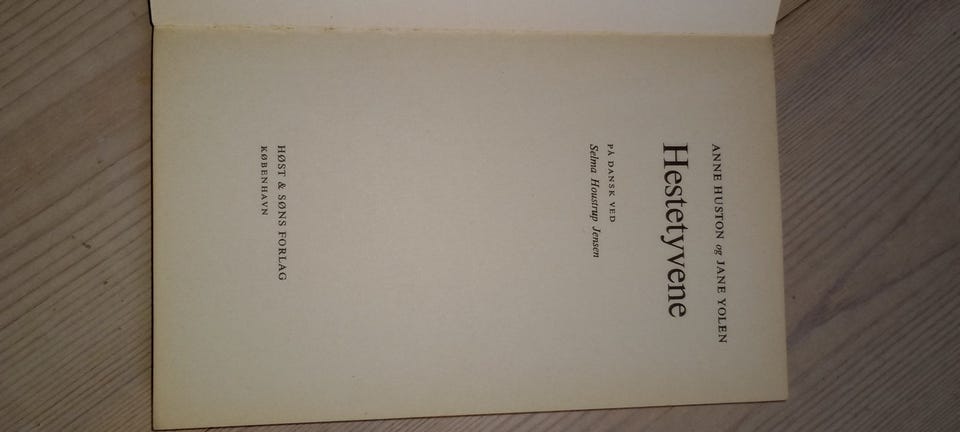 ANNE HUSTON og JANE YOLEN
Hestetyvene
PÅ DANSK VED
Selma Houstrup Jensen
HØST & SØNS FORLAG
KØBENHAVN